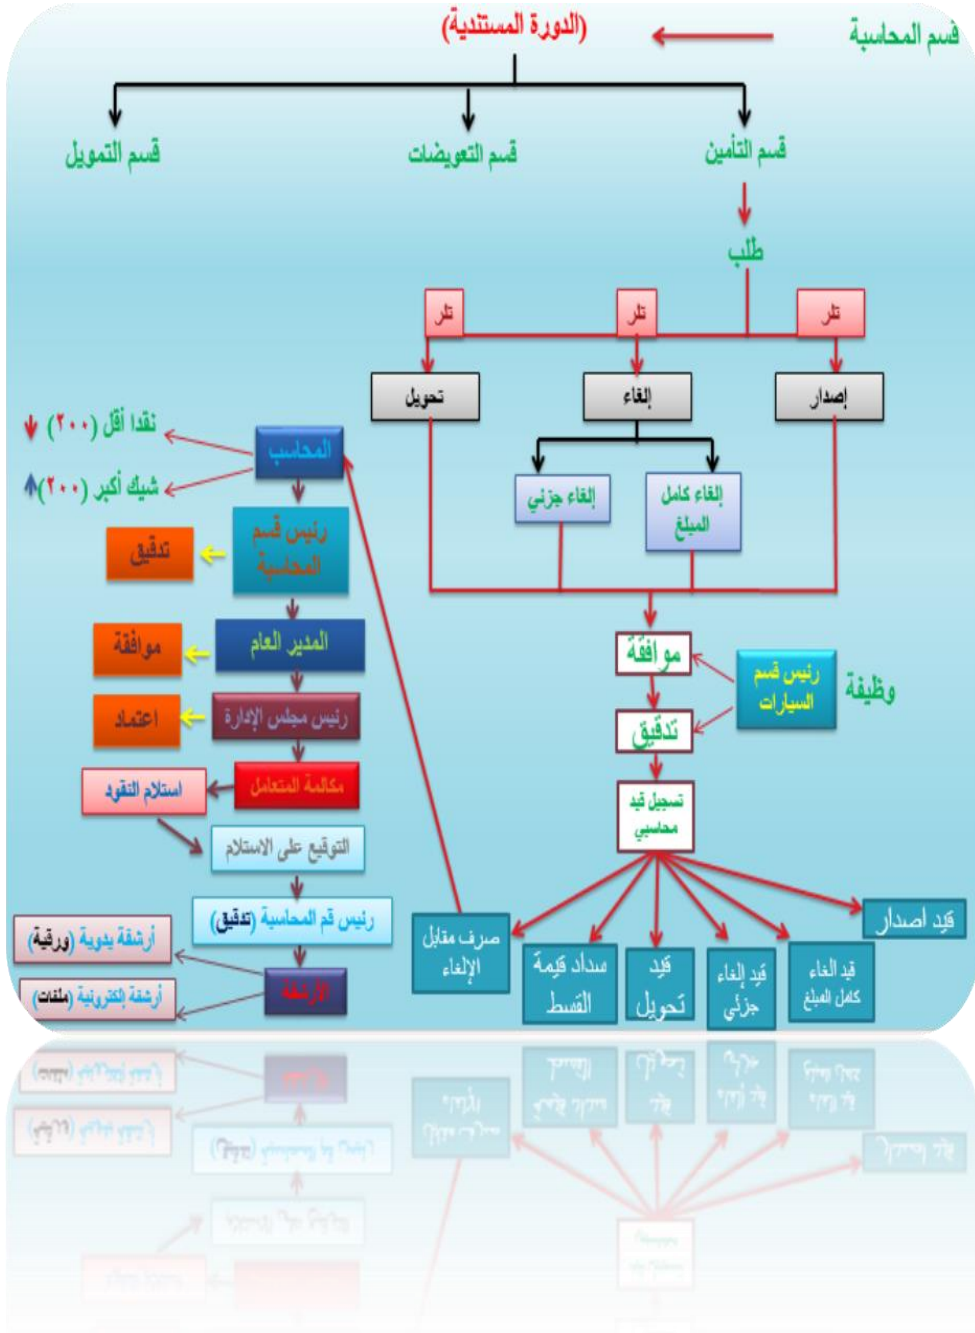 قسم المحاسبة
(الدورة المستندية)
قسم التأمين
قسم التعويضات
قسم التمويل
طلب
تلر
تلر
تلر
إصدار
إلغاء
تحويل
إلغاء كامل
المبلغ
إلغاء جزئي
موافقة
تدقيق
رئيس قسم
السيارات
وظيفة
تسجيل قيد
محاسبي
قيد اصدار
قيد الغاء
كامل المبلغ
قيد إلغاء
جزئي
قيد
تحويل
سداد قيمة
القسط
صرف مقابل
الإلغاء
المحاسب
نقدا أقل (٢٠٠)
شيك أكبر (٢٠٠)
رئيس قسم
المحاسبة
تدقيق
المدير العام
موافقة
رئيس مجلس الإدارة
اعتماد
مكالمة المتعامل
استلام النقود
التوقيع على الاستلام
رئيس قم المحاسبة (تدقيق)
الأرشفة
أرشفة يدوية (ورقية)
أرشفة إلكترونية (ملفات)